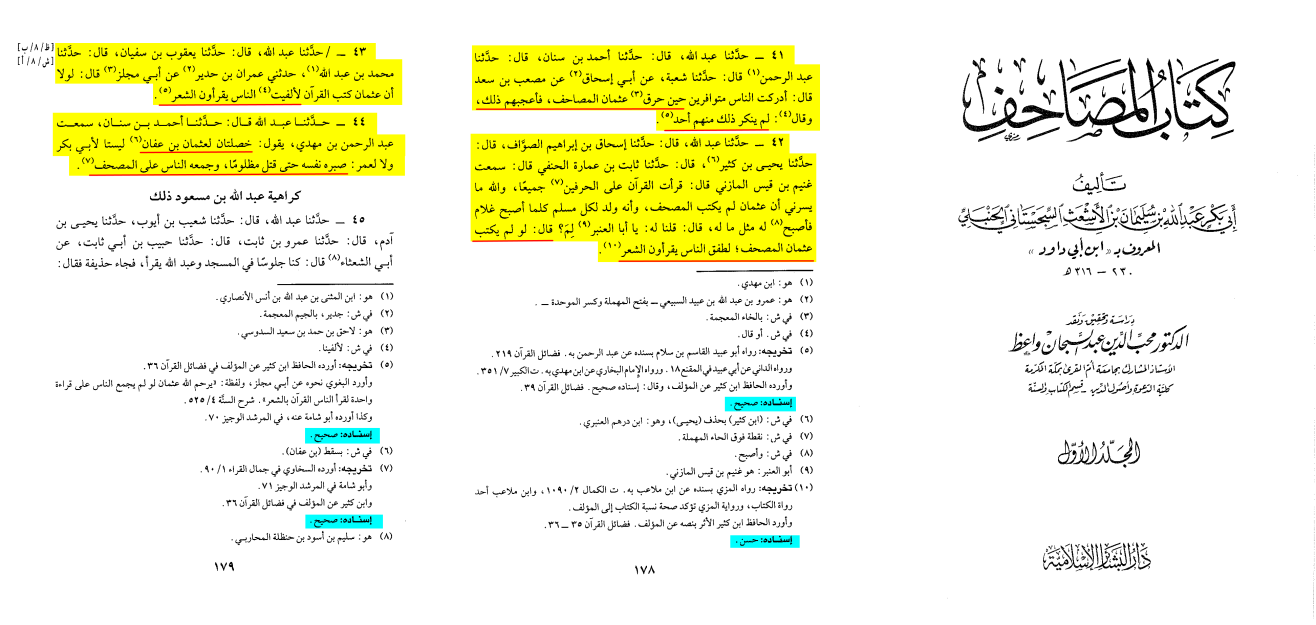 كتاب المصاحف
تأليف
أبي بكر عبد الله بن سليمان بن الأشعث السجستاني الحنبلي
المعروف بـ «ابن أبي داود»
٢٣٠ – ٣١٦ هـ
دراسة وتحقيق ونقد
الدكتور محب الدين عبد السبحان واعظ
الأستاذ المشارك بجامعة أم القرى بمكة المكرمة
كلية الدعوة وأصول الدين – قسم الكتاب والسنة
المجلد الأول
دار البشائر الإسلامية
٤١ ــ حدَّثنا عبد الله، قال: حدَّثنا أحمد بن سنان، قال: حدَّثنا
عبد الرحمن(١) قال: حدَّثنا شعبة، عن أبي إسحاق(٢) عن مصعب بن سعد
قال: أدركت الناس متوافرين حين حرق(٣) عثمان المصاحف، فأعجبهم ذلك،
وقال(٤): لم ينكر ذلك منهم أحد(٥).
٤٢ ــ حدَّثنا عبد الله، قال: حدَّثنا إسحاق بن إبراهيم الصوَّاف، قال:
حدَّثنا يحيـى بن كثير(٦)، قال: حدَّثنا ثابت بن عمارة الحنفي قال: سمعت
غنيم بن قيس المازني قال: قرأت القرآن على الحرفين(٧) جميعًا، والله ما
يسرني أن عثمان لم يكتب المصحف، وأنه ولد لكل مسلم كلما أصبح غلام
فأصبح(٨) له مثل ما له، قال: قلنا له: يا أبا العنبر(٩) لِمَ؟ قال: لو لم يكتب
عثمان المصحف؛ لطفق الناس يقرأون الشعر(١٠).
(١) هو: ابن مهدي.
(٢) هو: عمرو بن عبد الله بن عبيد السبيعي ــ بفتح المهملة وكسر الموحدة ــ.
(٣) في ش: بالخاء المعجمة.
(٤) في ش. أو قال.
(٥) تخريجه: رواه أبو عبيد القاسم بن سلام بسنده عن عبد الرحمن به. فضائل القرآن ٢١٩.
ورواه الداني عن أبي عبيد في المقنع ١٨. ورواه الإمام البخاري عن ابن مهدي به. ت الكبير ٧/ ٣٥١.
وأورده الحافظ ابن كثير عن المؤلف، وقال: إسناده صحيح. فضائل القرآن ٣٩.
إسناده: صحيح.
(٦) في ش: (ابن كثير) بحذف (يحيـى)، وهو: ابن درهم العنبري.
(٧) في ش: نقطة فوق الحاء المهملة.
(٨) في ش: وأصبح.
(٩) أبو العنبر: هو غنيم بن قيس المازني.
(١٠) تخريجه: رواه المزي بسنده عن ابن ملاعب به. ت الكمال ٢/ ١٠٩٠، وابن ملاعب أحد
رواة الكتاب، ورواية المزي تؤكد صحة نسبة الكتاب إلى المؤلف.
وأورد الحافظ ابن كثير الأثر بنصه عن المؤلف. فضائل القرآن ٣٥ ــ ٣٦.
إسناده: حسن.
١٧٨
[ظ/٨/ب]
[ش/٨/أ]
٤٣ ــ /حدَّثنا عبد الله، قال: حدَّثنا يعقوب بن سفيان، قال: حدَّثنا
محمد بن عبد الله(١)، حدثني عمران بن حدير(٢) عن أبي مجلز(٣) قال: لولا
أن عثمان كتب القرآن لألفيت(٤) الناس يقرأون الشعر(٥).
٤٤ ــ حدَّثنا عبد الله قال: حدَّثنا أحمد بن سنان، سمعت
عبد الرحمن بن مهدي، يقول: خصلتان لعثمان بن عفان(٦) ليستا لأبي بكر
ولا لعمر: صبره نفسه حتى قتل مظلومًا، وجمعه الناس على المصحف(٧).
كراهية عبد الله بن مسعود ذلك
٤٥ ــ حدَّثنا عبد الله، قال: حدَّثنا شعيب بن أيوب، حدَّثنا يحيى بن
آدم، قال: حدَّثنا عمرو بن ثابت، قال: حدَّثنا حبيب بن أبي ثابت، عن
أبي الشعثاء(٨) قال: كنا جلوسًا في المسجد وعبد الله يقرأ، فجاء حذيفة فقال:
(١) هو: ابن المثنى بن عبد الله بن أنس الأنصاري.
(٢) في ش: جدير، بالجيم المعجمة.
(٣) هو: لاحق بن حمد بن سعيد السدوسي.
(٤) في ش: لألفينا.
(٥) تخريجه: أورده الحافظ ابن كثير عن المؤلف في فضائل القرآن ٣٦.
وأورد البغوي نحوه عن أبي مجلز، ولفظه: «يرحم الله عثمان لو لم يجمع الناس على قراءة
واحدة لقرأ الناس القرآن بالشعر». شرح السنَّة ٤/ ٥٢٥.
وكذا أورده أبو شامة عنه، في المرشد الوجيز ٧٠.
إسناده: صحيح.
(٦) في ش: بسقط (بن عفان).
(٧) تخريجه: أورده السخاوي في جمال القراء ١/ ٩٠.
وأبو شامة في المرشد الوجيز ٧١.
وابن كثير عن المؤلف في فضائل القرآن ٣٦.
إسناده: صحيح.
(٨) هو: سليم بن أسود بن حنظلة المحاربي.
١٧٩